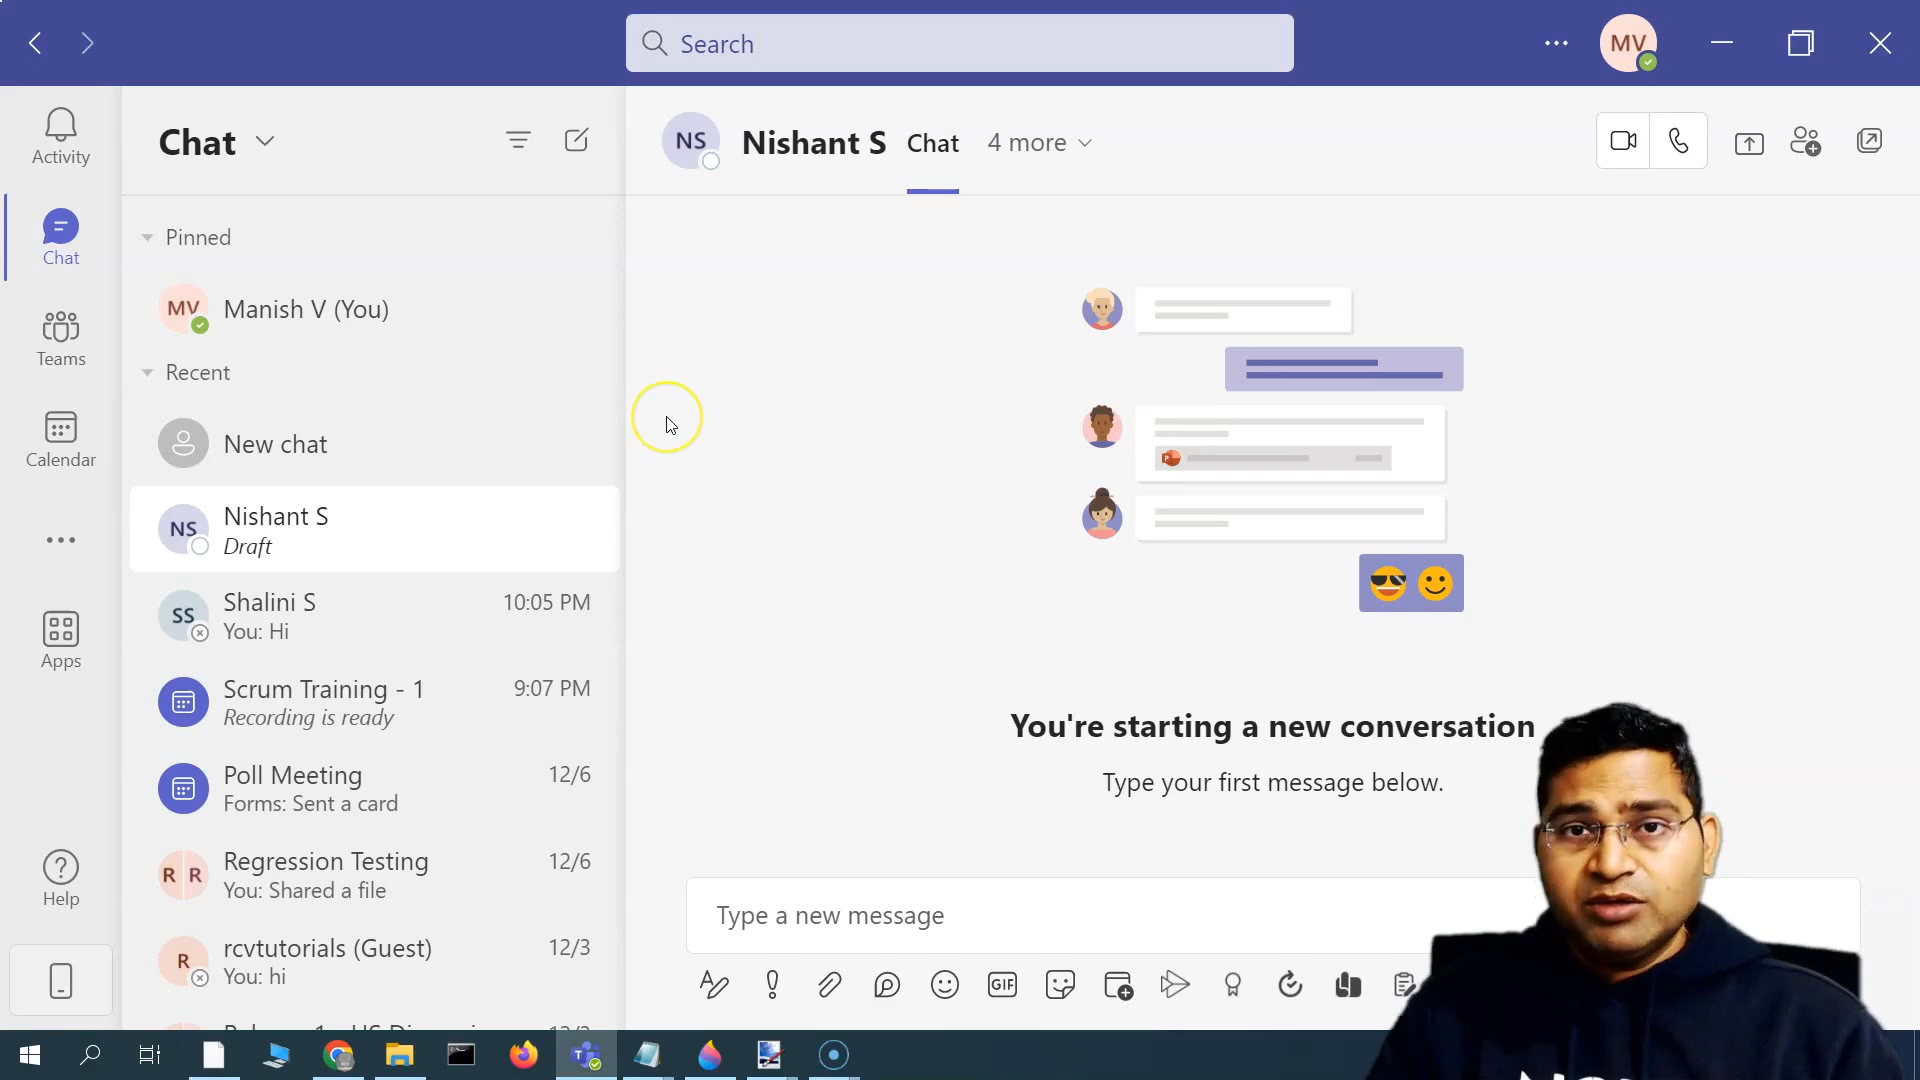 Search
MV
Activity
Chat
Teams
Calendar
Apps
Help
Chat
Pinned
MV
Manish V (You)
Recent
New chat
NS
Nishant S
Draft
SS
Shalini S
10:05 PM
You: Hi
Scrum Training - 1
9:07 PM
Recording is ready
Poll Meeting
12/6
Forms: Sent a card
R R
Regression Testing
12/6
You: Shared a file
R
rcvtutorials (Guest)
12/3
You: hi
NS
Nishant S
Chat
4 more
You're starting a new conversation
Type your first message below.
Type a new message
GIF